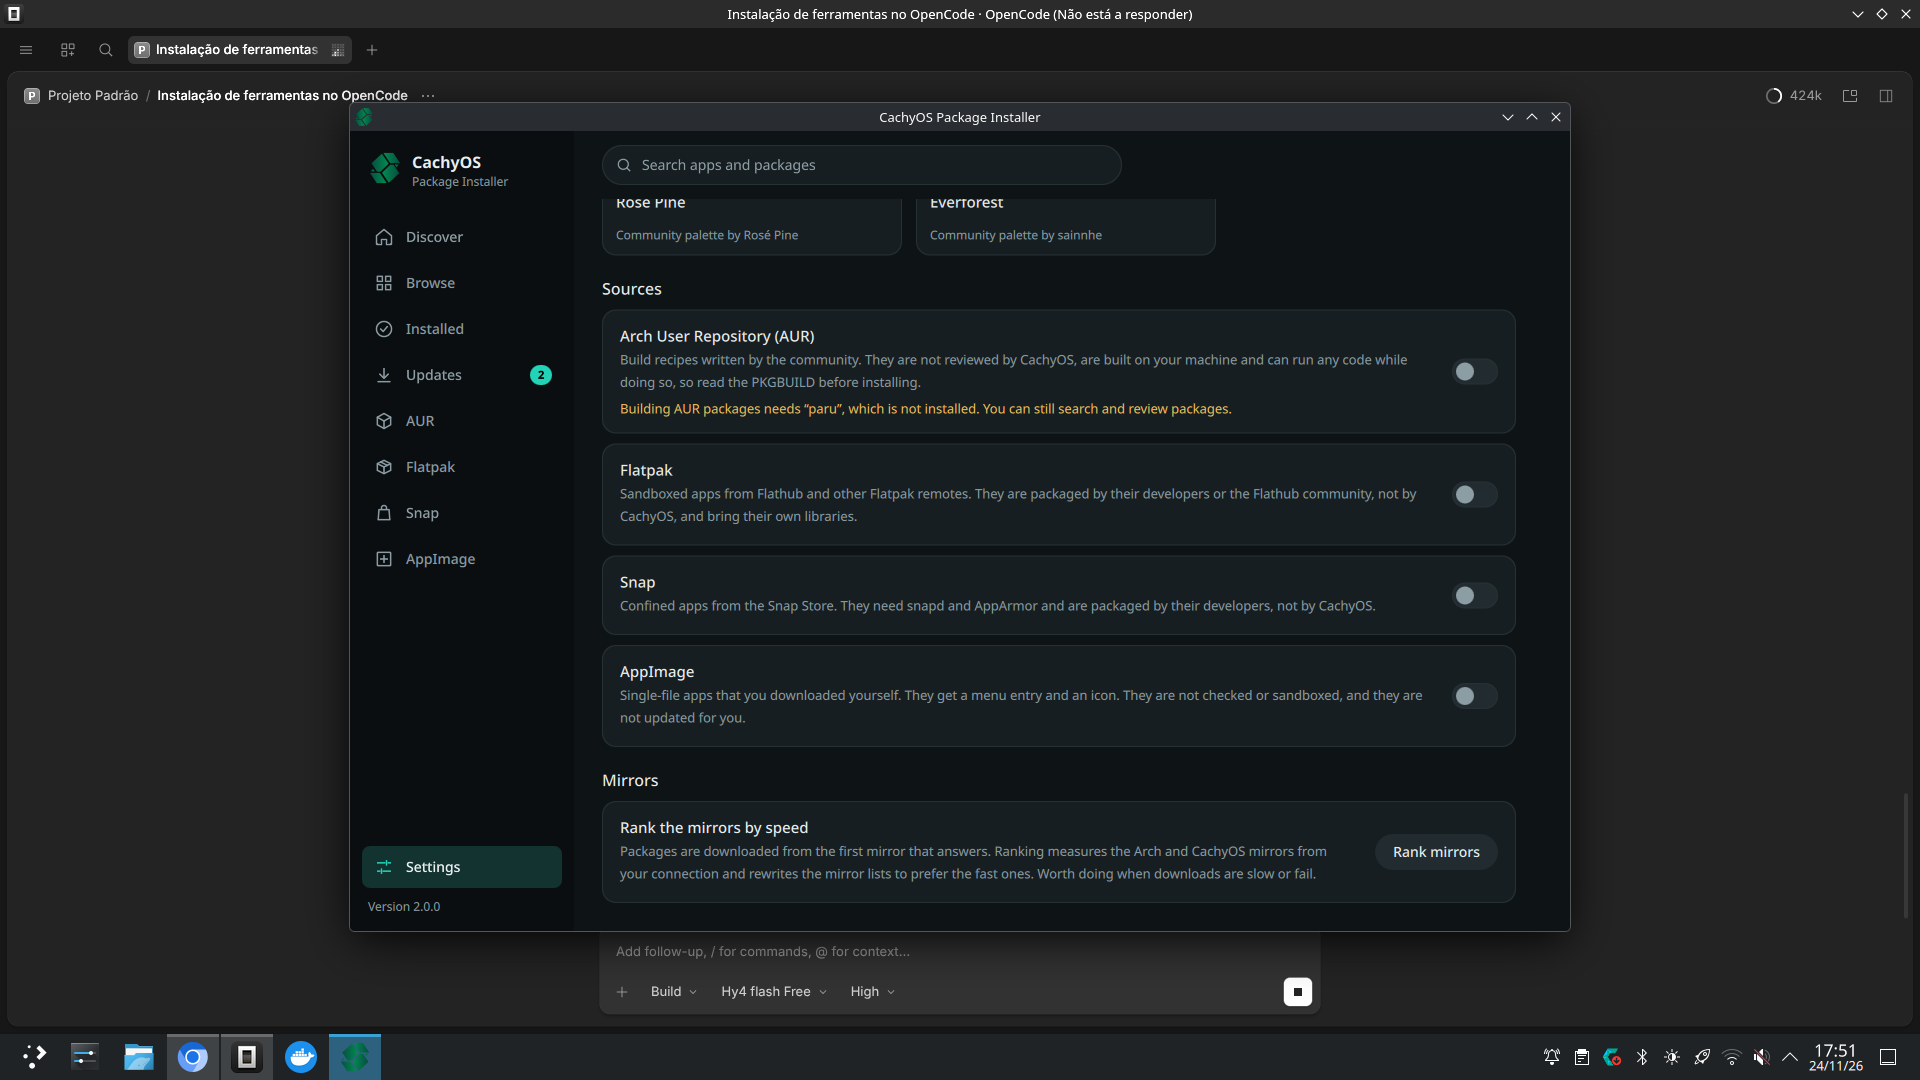 Instalação de ferramentas no OpenCode · OpenCode (Não está a responder)
P Instalação de ferramentas
P Projeto Padrão / Instalação de ferramentas no OpenCode ···
424k
CachyOS Package Installer
CachyOS
Package Installer
Discover
Browse
Installed
Updates 2
AUR
Flatpak
Snap
AppImage
Settings
Version 2.0.0
Search apps and packages
Rosé Pine
Community palette by Rosé Pine
Everforest
Community palette by sainnhe
Sources
Arch User Repository (AUR)
Build recipes written by the community. They are not reviewed by CachyOS, are built on your machine and can run any code while
doing so, so read the PKGBUILD before installing.
Building AUR packages needs “paru”, which is not installed. You can still search and review packages.
Flatpak
Sandboxed apps from Flathub and other Flatpak remotes. They are packaged by their developers or the Flathub community, not by
CachyOS, and bring their own libraries.
Snap
Confined apps from the Snap Store. They need snapd and AppArmor and are packaged by their developers, not by CachyOS.
AppImage
Single-file apps that you downloaded yourself. They get a menu entry and an icon. They are not checked or sandboxed, and they are
not updated for you.
Mirrors
Rank the mirrors by speed
Packages are downloaded from the first mirror that answers. Ranking measures the Arch and CachyOS mirrors from
your connection and rewrites the mirror lists to prefer the fast ones. Worth doing when downloads are slow or fail.
Rank mirrors
Add follow-up, / for commands, @ for context...
Build
Hy4 flash Free
High
17:51
24/11/26